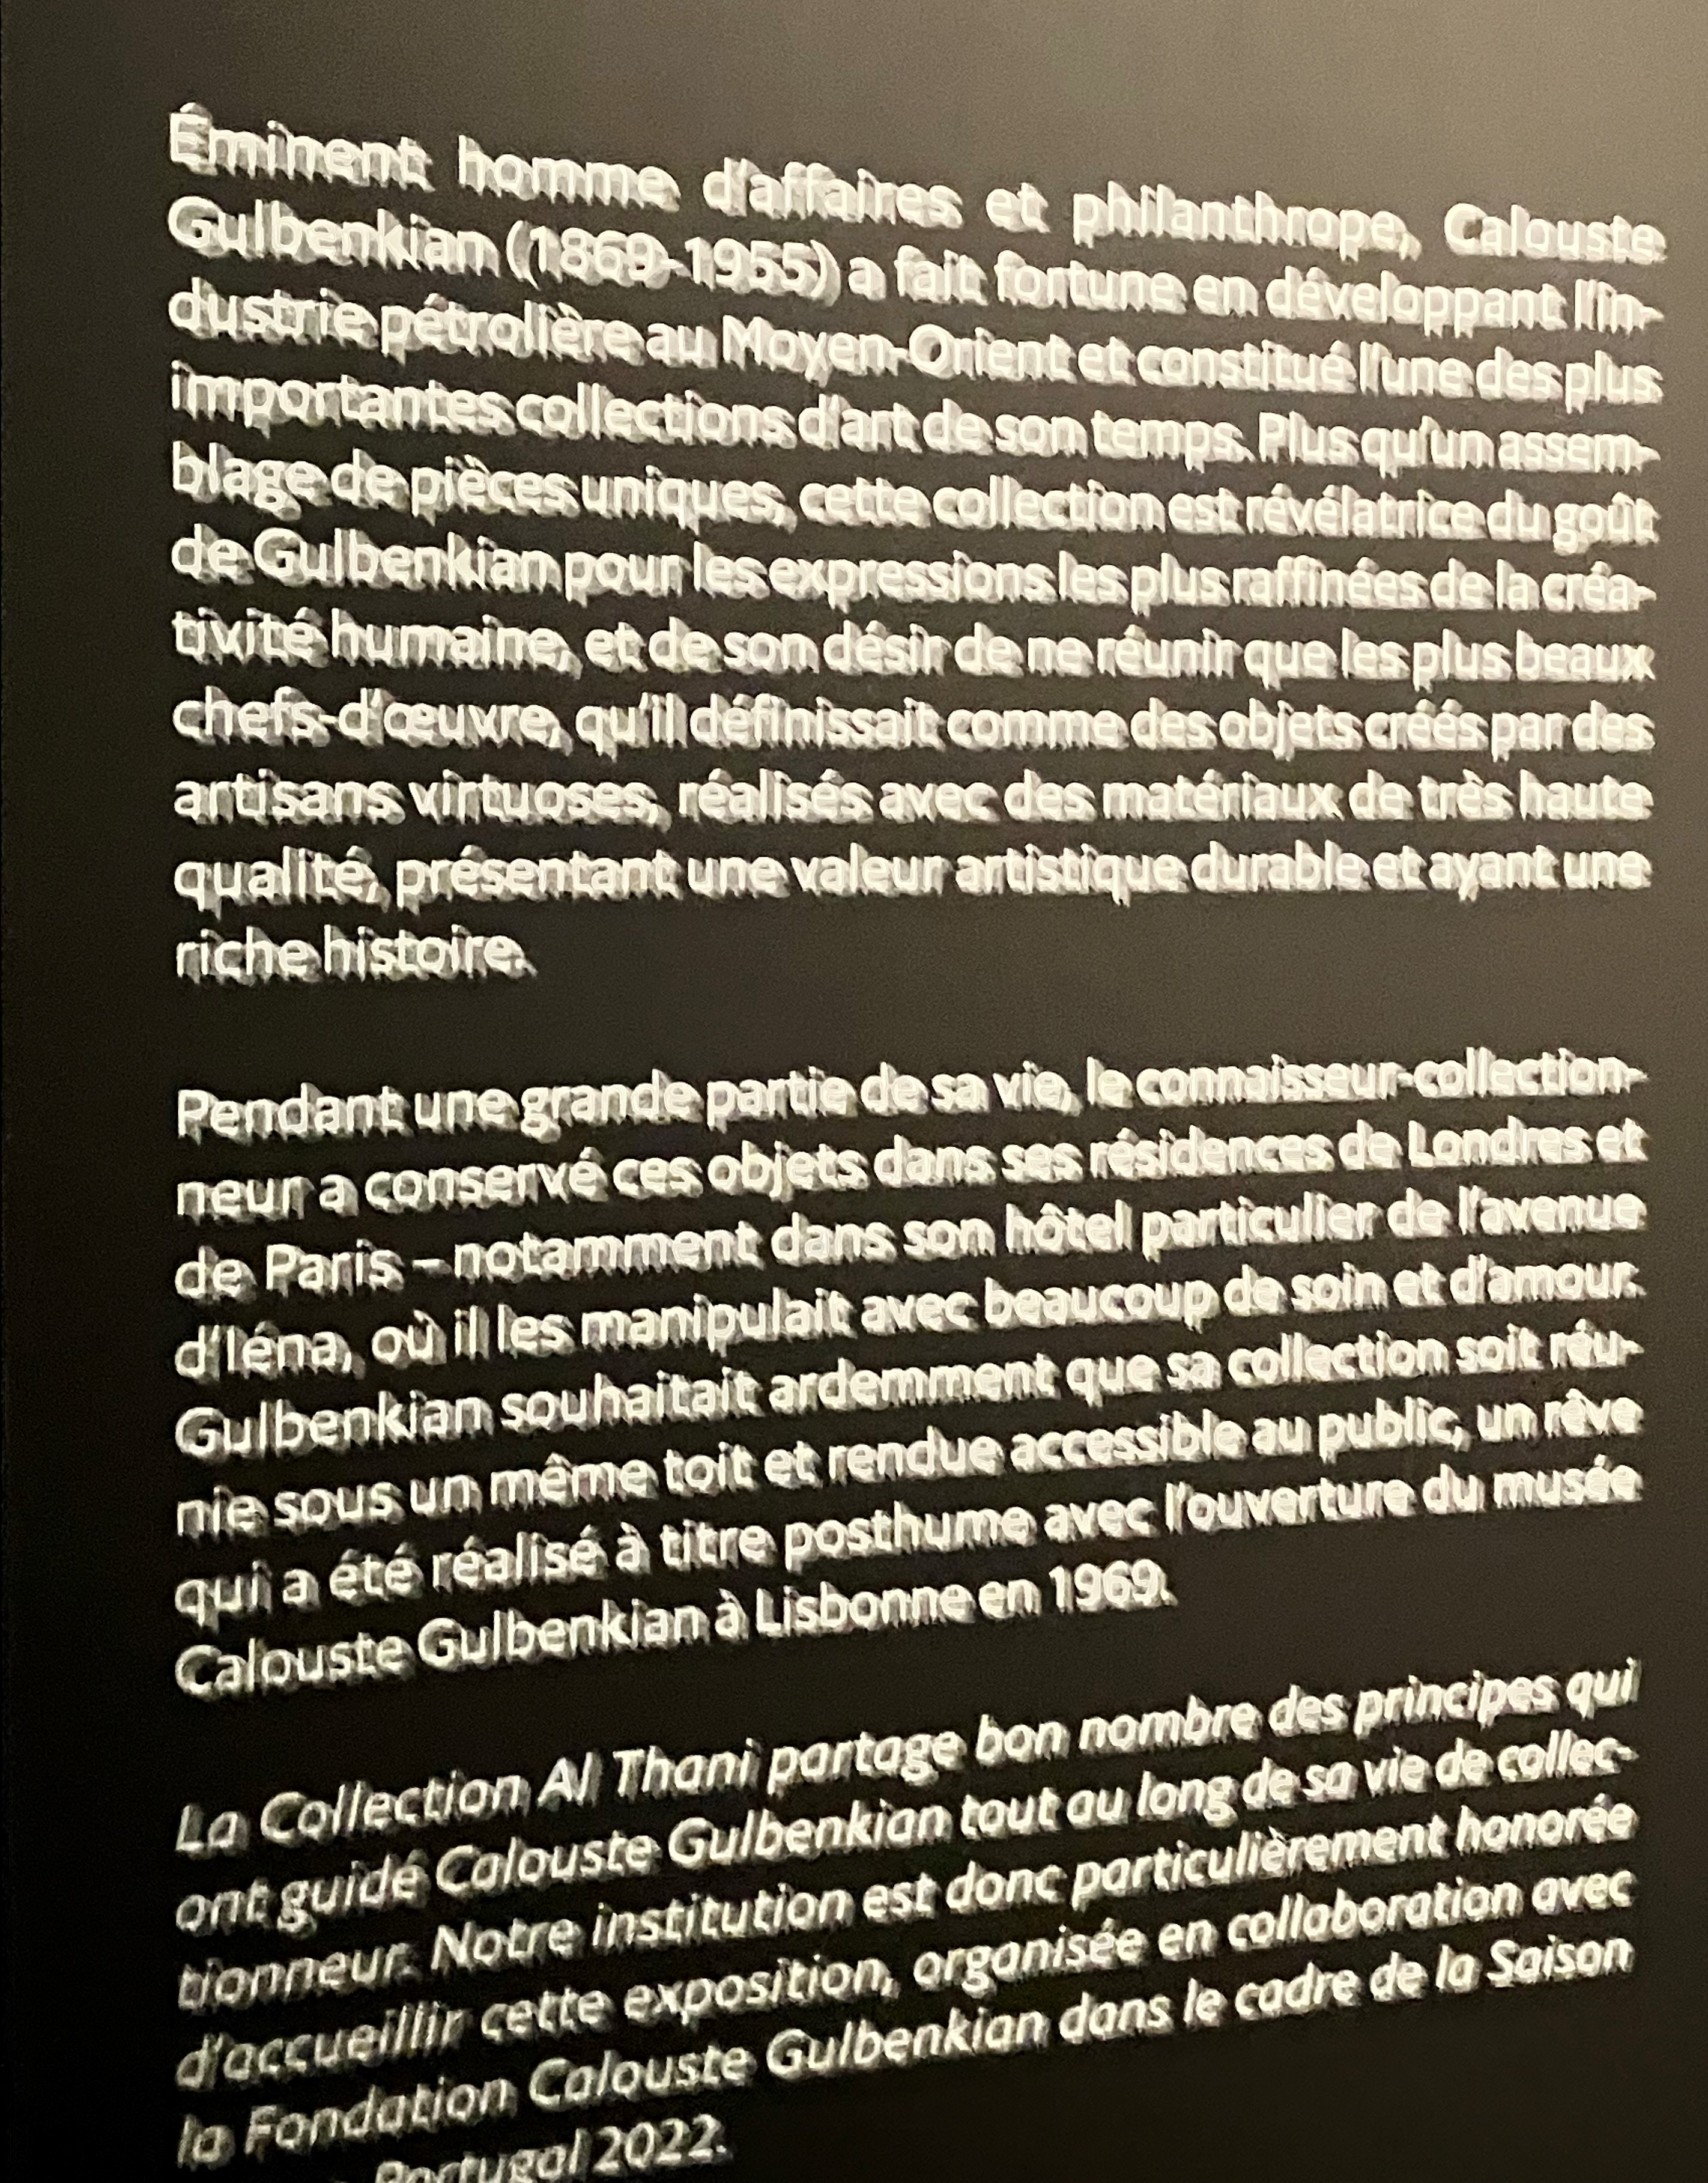 Éminent homme d'affaires et philanthrope, Calouste
Gulbenkian (1869-1955) a fait fortune en développant l'in-
dustrie pétrolière au Moyen-Orient et constitué l'une des plus
importantes collections d'art de son temps. Plus qu'un assem-
blage de pièces uniques, cette collection est révélatrice du goût
de Gulbenkian pour les expressions les plus raffinées de la créa-
tivité humaine, et de son désir de ne réunir que les plus beaux
chefs-d'œuvre, qu'il définissait comme des objets créés par des
artisans virtuoses, réalisés avec des matériaux de très haute
qualité, présentant une valeur artistique durable et ayant une
riche histoire.
Pendant une grande partie de sa vie, le connaisseur-collection-
neur a conservé ces objets dans ses résidences de Londres et
de Paris – notamment dans son hôtel particulier de l'avenue
d'Iéna, où il les manipulait avec beaucoup de soin et d'amour.
Gulbenkian souhaitait ardemment que sa collection soit réu-
nie sous un même toit et rendue accessible au public, un rêve
qui a été réalisé à titre posthume avec l'ouverture du musée
Calouste Gulbenkian à Lisbonne en 1969.
La Collection Al Thani partage bon nombre des principes qui
ont guidé Calouste Gulbenkian tout au long de sa vie de collec-
tionneur. Notre institution est donc particulièrement honorée
d'accueillir cette exposition, organisée en collaboration avec
la Fondation Calouste Gulbenkian dans le cadre de la Saison
Portugal 2022.